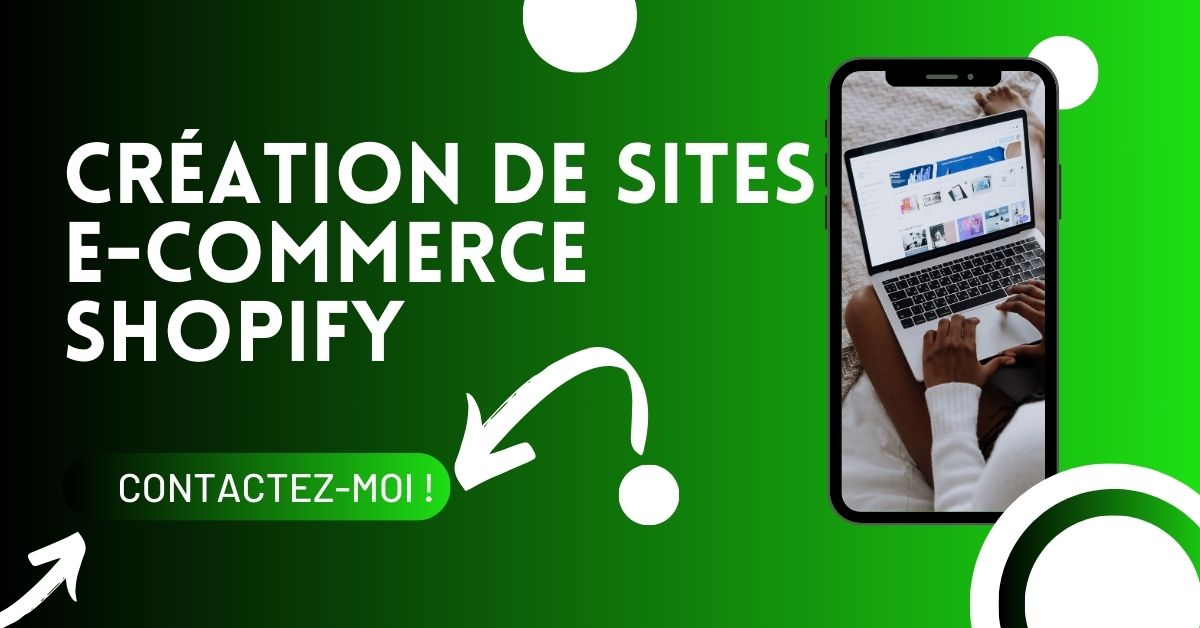 CRÉATION DE SITES
E-COMMERCE
SHOPIFY
CONTACTEZ-MOI !